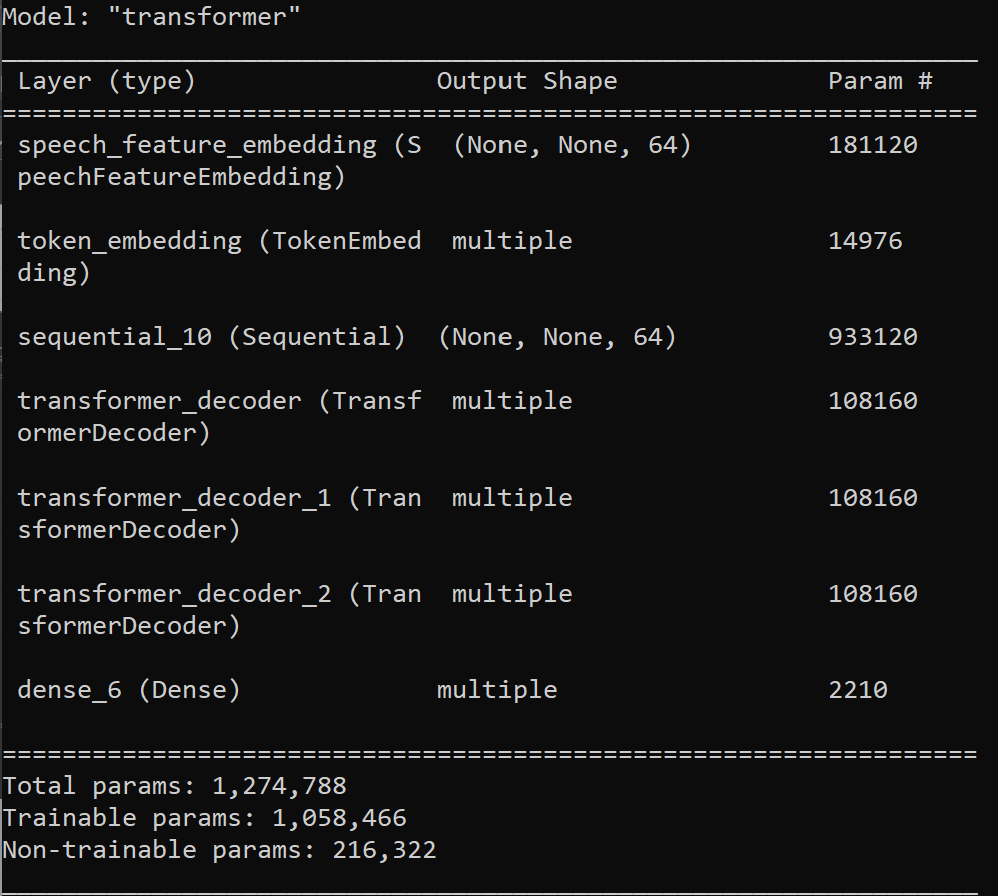 Model: "transformer"
Layer (type) Output Shape Param #
=================================================================
speech_feature_embedding (S (None, None, 64) 181120
peechFeatureEmbedding)
token_embedding (TokenEmbed multiple 14976
ding)
sequential_10 (Sequential) (None, None, 64) 933120
transformer_decoder (Transf multiple 108160
ormerDecoder)
transformer_decoder_1 (Tran multiple 108160
sformerDecoder)
transformer_decoder_2 (Tran multiple 108160
sformerDecoder)
dense_6 (Dense) multiple 2210
=================================================================
Total params: 1,274,788
Trainable params: 1,058,466
Non-trainable params: 216,322